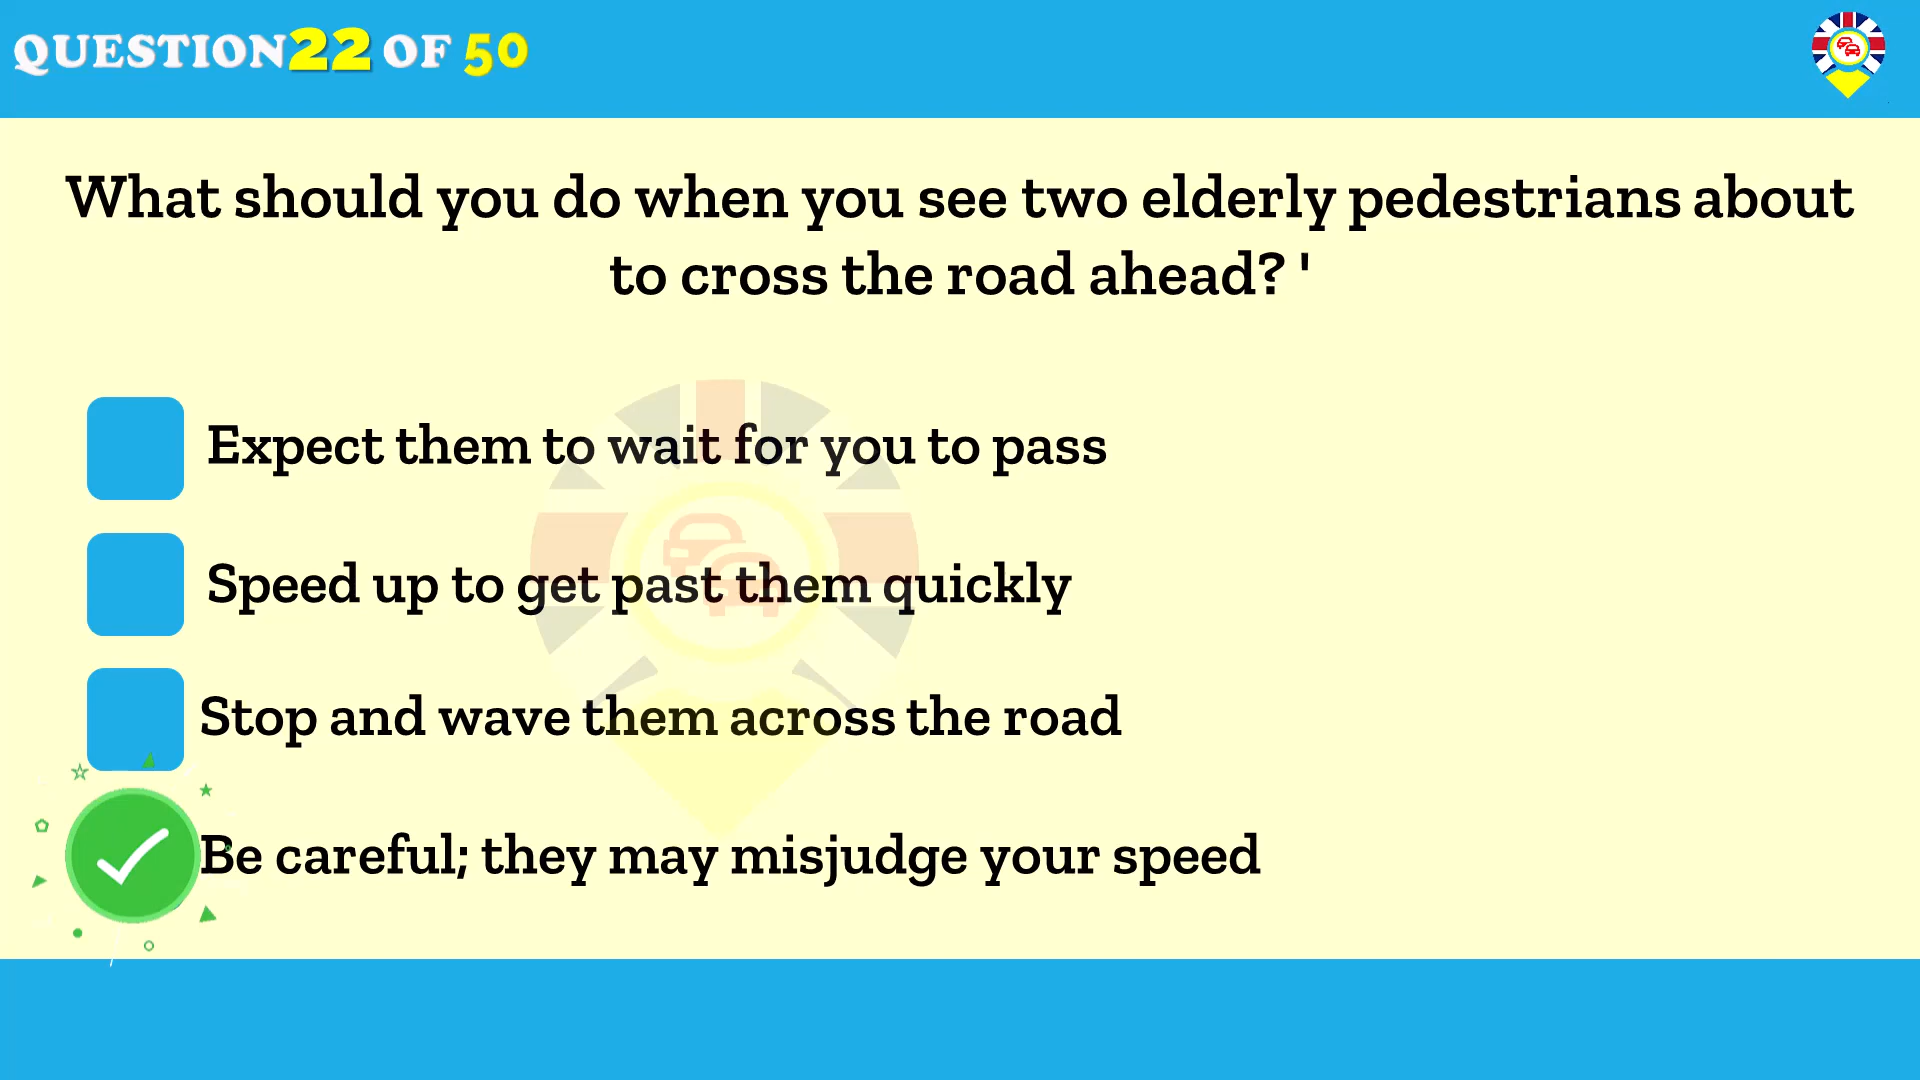 QUESTION 22 OF 50
What should you do when you see two elderly pedestrians about
to cross the road ahead? '
Expect them to wait for you to pass
Speed up to get past them quickly
Stop and wave them across the road
Be careful; they may misjudge your speed